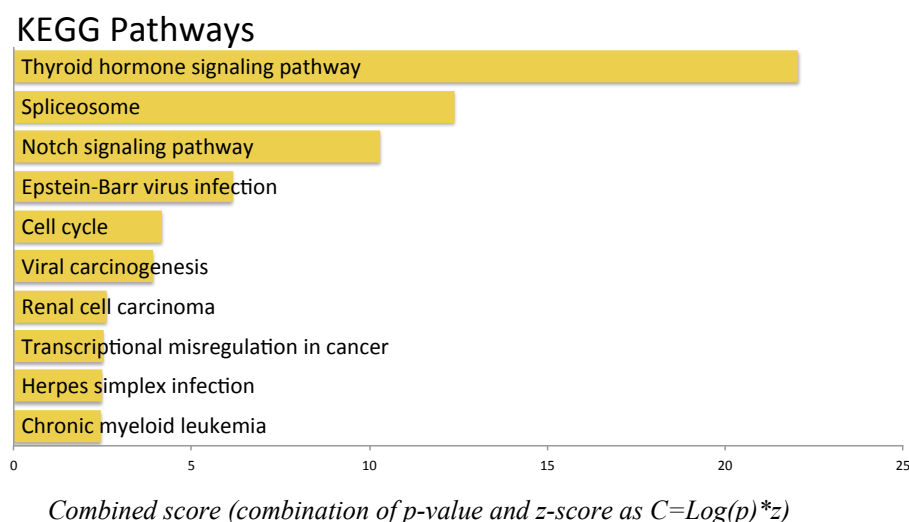 KEGG Pathways
Thyroid hormone signaling pathway
Spliceosome
Notch signaling pathway
Epstein-Barr virus infection
Cell cycle
Viral carcinogenesis
Renal cell carcinoma
Transcriptional misregulation in cancer
Herpes simplex infection
Chronic myeloid leukemia
0 5 10 15 20 25
Combined score (combination of p-value and z-score as C=Log(p)*z)